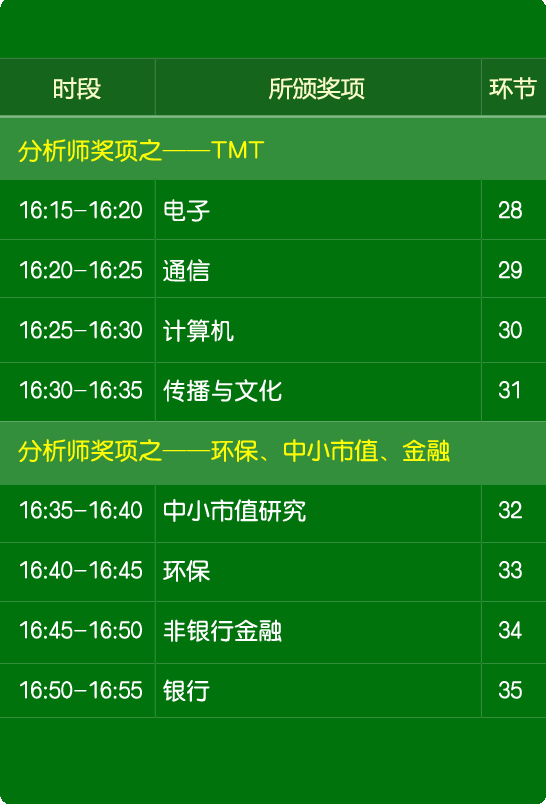 时段 所颁奖项 环节
分析师奖项之——TMT
16:15-16:20 电子 28
16:20-16:25 通信 29
16:25-16:30 计算机 30
16:30-16:35 传播与文化 31
分析师奖项之——环保、中小市值、金融
16:35-16:40 中小市值研究 32
16:40-16:45 环保 33
16:45-16:50 非银行金融 34
16:50-16:55 银行 35